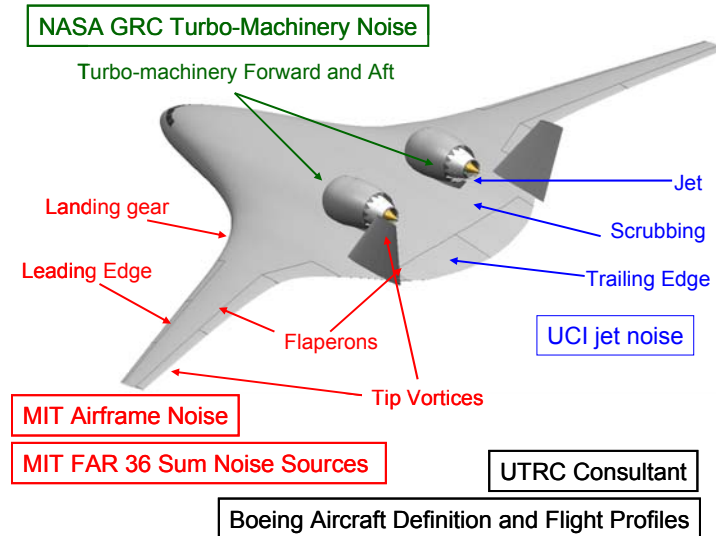 NASA GRC Turbo-Machinery Noise
Turbo-machinery Forward and Aft
Jet
Landing gear
Scrubbing
Leading Edge
Trailing Edge
Flaperons
UCI jet noise
Tip Vortices
MIT Airframe Noise
MIT FAR 36 Sum Noise Sources
UTRC Consultant
Boeing Aircraft Definition and Flight Profiles